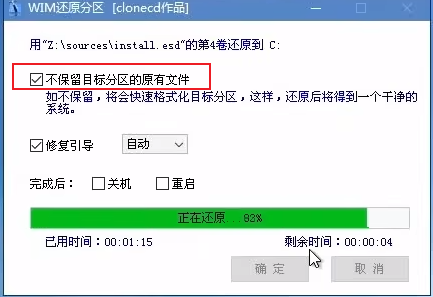 WIM还原分区 [clonecd作品]
用"Z:\sources\install.esd"的第4卷还原到 C:
不保留目标分区的原有文件
如不保留，将会快速格式化目标分区，这样，还原后将得到一个干净的
系统。
修复引导 自动
完成后： 关机 重启
正在还原...93%
已用时间：00:01:15 剩余时间：00:00:04
确 定 取 消